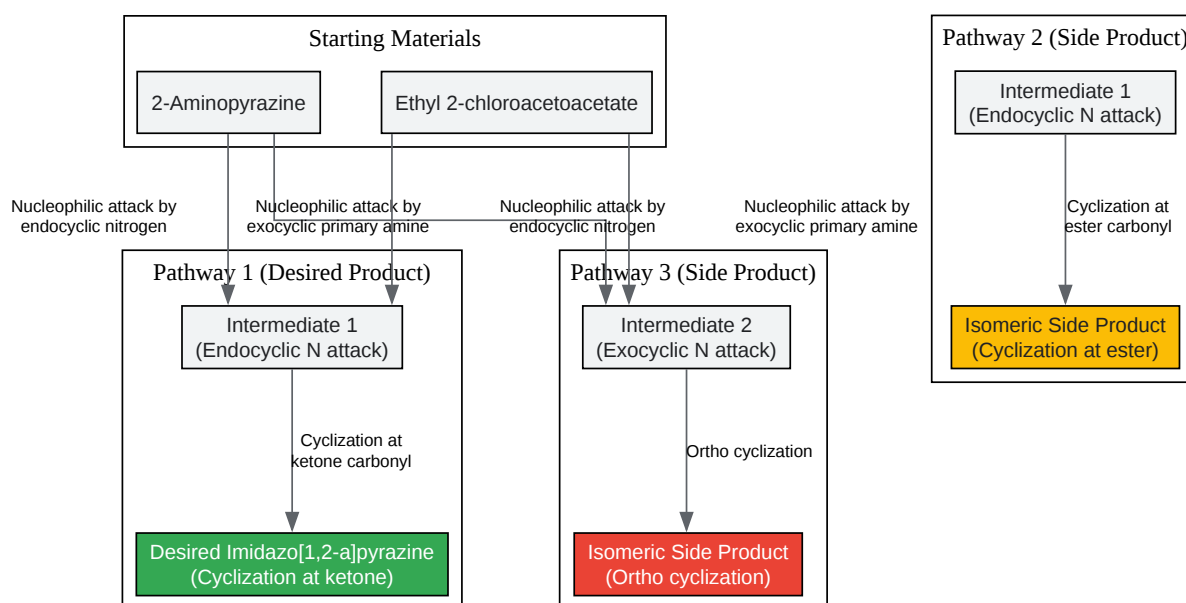 Starting Materials
2-Aminopyrazine
Ethyl 2-chloroacetoacetate
Pathway 2 (Side Product)
Intermediate 1
(Endocyclic N attack)
Cyclization at
ester carbonyl
Isomeric Side Product
(Cyclization at ester)
Nucleophilic attack by
endocyclic nitrogen
Nucleophilic attack by
exocyclic primary amine
Nucleophilic attack by
endocyclic nitrogen
Nucleophilic attack by
exocyclic primary amine
Pathway 1 (Desired Product)
Intermediate 1
(Endocyclic N attack)
Cyclization at
ketone carbonyl
Desired Imidazo[1,2-a]pyrazine
(Cyclization at ketone)
Pathway 3 (Side Product)
Intermediate 2
(Exocyclic N attack)
Ortho cyclization
Isomeric Side Product
(Ortho cyclization)